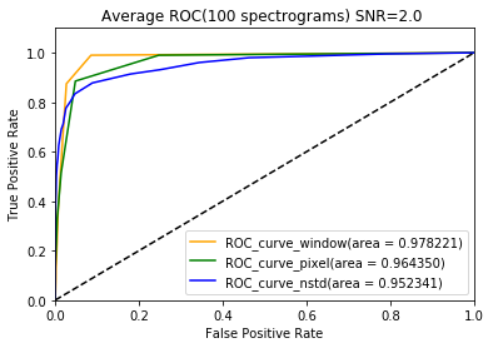 Average ROC(100 spectrograms) SNR=2.0
True Positive Rate
1.0
0.8
0.6
0.4
0.2
0.0
ROC_curve_window(area = 0.978221)
ROC_curve_pixel(area = 0.964350)
ROC_curve_nstd(area = 0.952341)
0.0 0.2 0.4 0.6 0.8 1.0
False Positive Rate